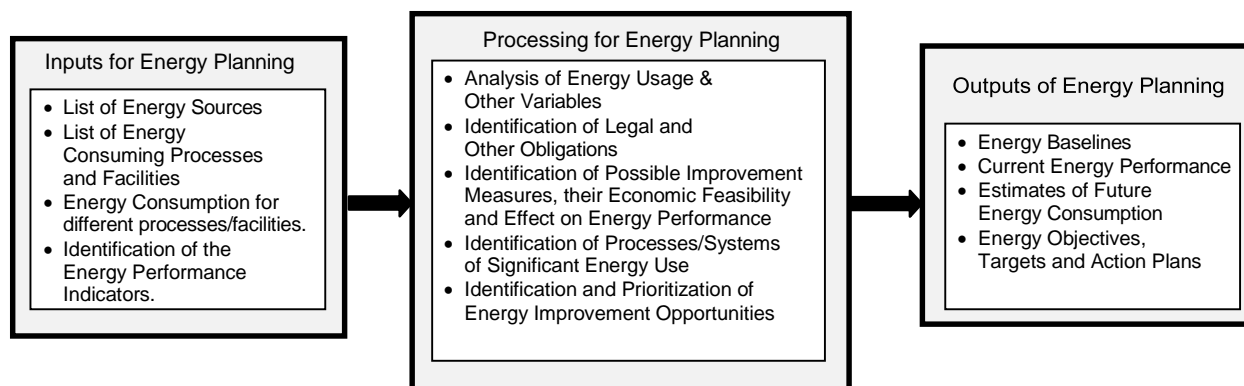 Inputs for Energy Planning
• List of Energy Sources
• List of Energy
Consuming Processes
and Facilities
• Energy Consumption for
different processes/facilities.
• Identification of the
Energy Performance
Indicators.
Processing for Energy Planning
• Analysis of Energy Usage &
Other Variables
• Identification of Legal and
Other Obligations
• Identification of Possible Improvement
Measures, their Economic Feasibility
and Effect on Energy Performance
• Identification of Processes/Systems
of Significant Energy Use
• Identification and Prioritization of
Energy Improvement Opportunities
Outputs of Energy Planning
• Energy Baselines
• Current Energy Performance
• Estimates of Future
Energy Consumption
• Energy Objectives,
Targets and Action Plans